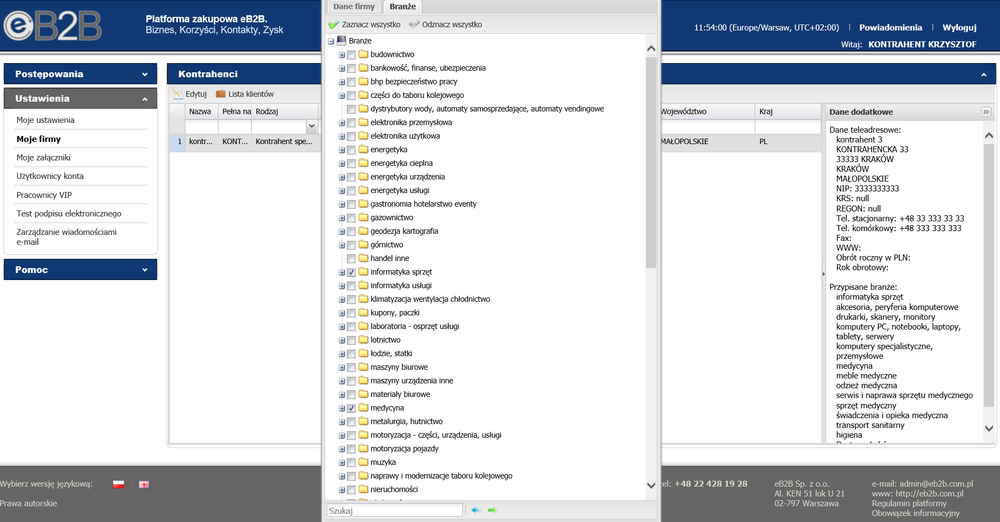 eB2B
Platforma zakupowa eB2B.
Biznes, Korzyści, Kontakty, Zysk
11:54:00 (Europe/Warsaw, UTC+02:00) | Powiadomienia | Wyloguj
Witaj: KONTRAHENT KRZYSZTOF
Postępowania
Ustawienia
Moje ustawienia
Moje firmy
Moje załączniki
Użytkownicy konta
Pracownicy VIP
Test podpisu elektronicznego
Zarządzanie wiadomościami
e-mail
Pomoc
Kontrahenci
Edytuj Lista klientów
Nazwa Pełna na Rodzaj
1 kontr... KONT... Kontrahent spe...
Dane firmy Branże
Zaznacz wszystko Odznacz wszystko
Branże
budownictwo
bankowość, finanse, ubezpieczenia
bhp bezpieczeństwo pracy
części do taboru kolejowego
dystrybutory wody, automaty samosprzedające, automaty vendingowe
elektronika przemysłowa
elektronika użytkowa
energetyka
energetyka cieplna
energetyka urządzenia
energetyka usługi
gastronomia hotelarstwo eventy
gazownictwo
geodezja kartografia
górnictwo
handel inne
informatyka sprzęt
informatyka usługi
klimatyzacja wentylacja chłodnictwo
kupony, paczki
laboratoria - osprzęt usługi
lotnictwo
łodzie, statki
maszyny biurowe
maszyny urządzenia inne
materiały biurowe
medycyna
metalurgia, hutnictwo
motoryzacja - części, urządzenia, usługi
motoryzacja pojazdy
muzyka
naprawy i modernizacje taboru kolejowego
nieruchomości
Szukaj
Województwo Kraj
MAŁOPOLSKIE PL
Dane dodatkowe
Dane teleadresowe:
kontrahent 3
KONTRAHENCKA 33
33333 KRAKÓW
KRAKÓW
MAŁOPOLSKIE
NIP: 3333333333
KRS: null
REGON: null
Tel. stacjonarny: +48 33 333 33 33
Tel. komórkowy: +48 333 333 333
Fax:
WWW:
Obrót roczny w PLN:
Rok obrotowy:
Przypisane branże:
informatyka sprzęt
akcesoria, peryferia komputerowe
drukarki, skanery, monitory
komputery PC, notebooki, laptopy,
tablety, serwery
komputery specjalistyczne,
przemysłowe
medycyna
meble medyczne
odzież medyczna
serwis i naprawa sprzętu medycznego
sprzęt medyczny
świadczenia i opieka medyczna
transport sanitarny
higiena
Wybierz wersję językową:
Prawa autorskie
tel: +48 22 428 19 28
eB2B Sp. z o.o.
Al. KEN 51 lok U 21
02-797 Warszawa
e-mail: admin@eb2b.com.pl
www: http://eb2b.com.pl
Regulamin platformy
Obowiązek informacyjny